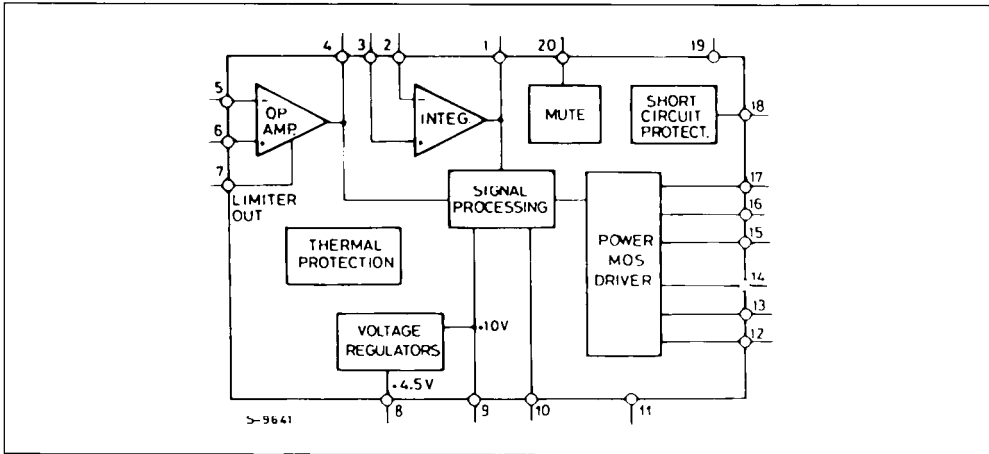 4 3 2 1 20 19
5
OP
AMP.
-
6
+
7
LIMITER
OUT
INTEG.
-
+
MUTE
SHORT
CIRCUIT
PROTECT.
18
SIGNAL
PROCESSING
THERMAL
PROTECTION
POWER
MOS
DRIVER
17
16
15
14
13
12
VOLTAGE
REGULATORS
+10V
+4.5V
8 9 10 11
S-9641